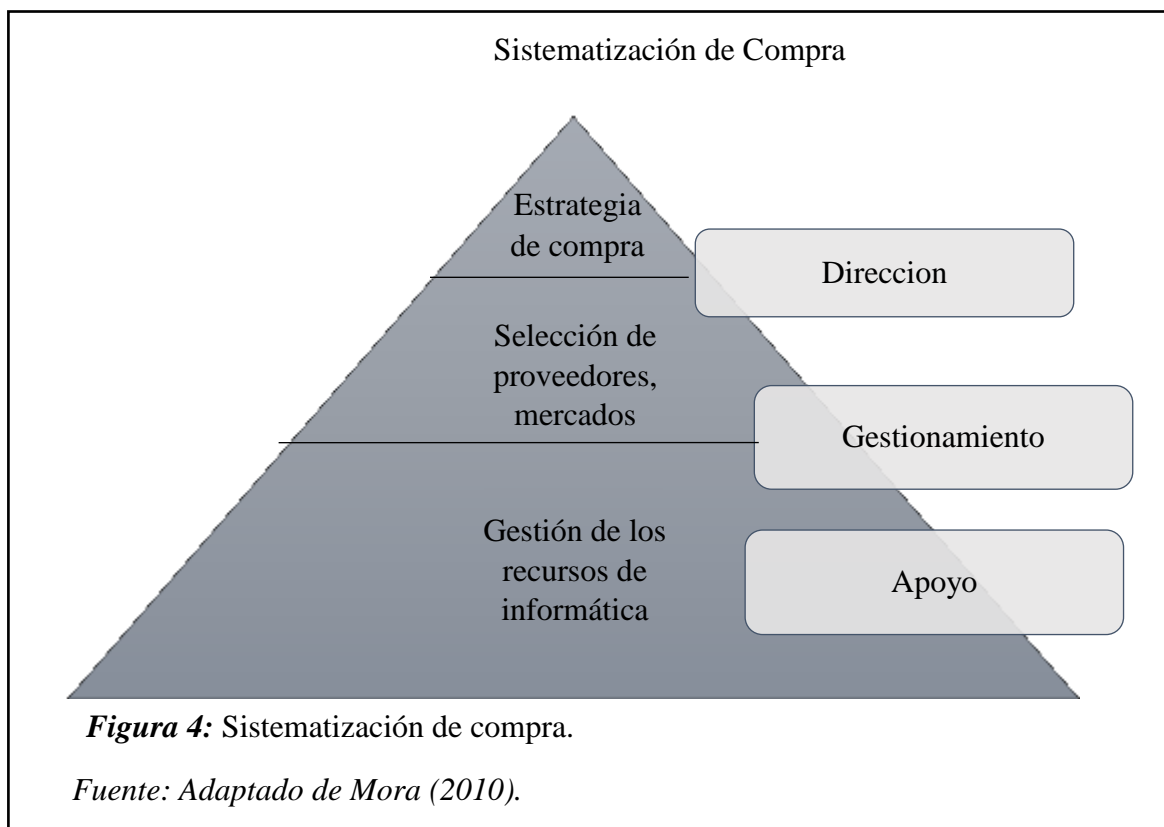 Sistematización de Compra
Estrategia
de compra
Direccion
Selección de
proveedores,
mercados
Gestionamiento
Gestión de los
recursos de
informática
Apoyo
Figura 4: Sistematización de compra.
Fuente: Adaptado de Mora (2010).